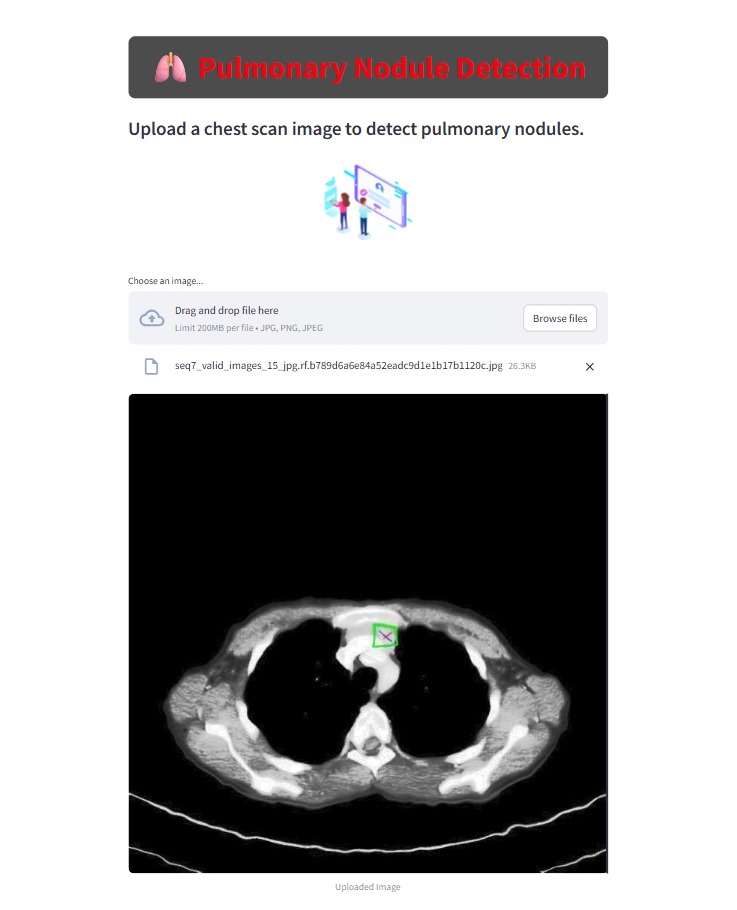 Pulmonary Nodule Detection
Upload a chest scan image to detect pulmonary nodules.
Choose an image...
Drag and drop file here
Limit 200MB per file • JPG, PNG, JPEG
Browse files
seq7_valid_images_15_jpg.rf.b789d6a6e84a52eadc9d1e1b17b1120c.jpg 26.3KB
Uploaded Image